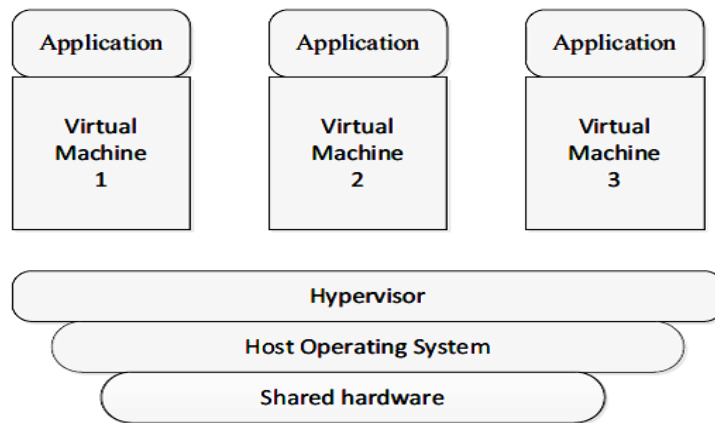 Application
Application
Application
Virtual
Machine
1
Virtual
Machine
2
Virtual
Machine
3
Hypervisor
Host Operating System
Shared hardware